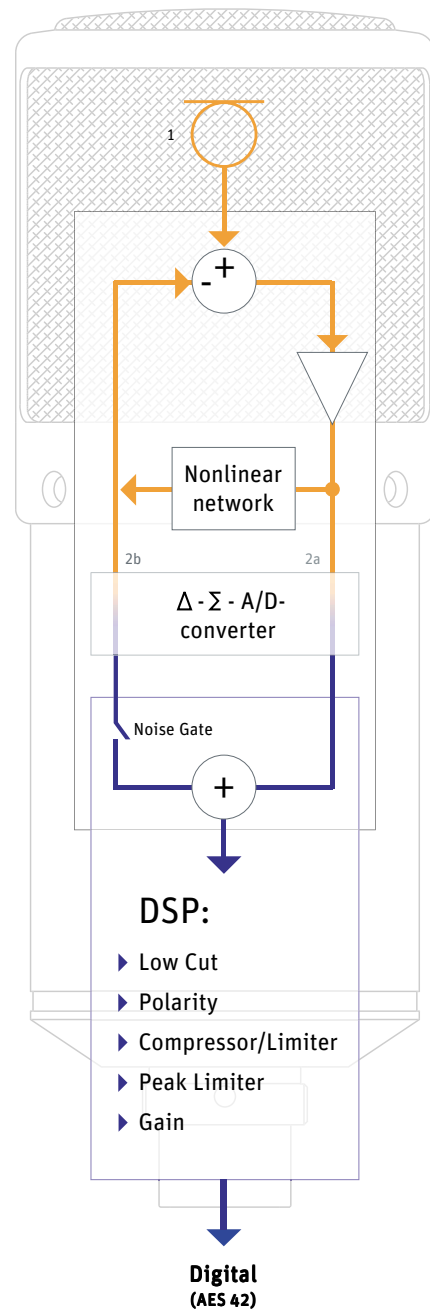 1
- +
Nonlinear
network
2b
2a
Δ - Σ - A/D-
converter
Noise Gate
+
DSP:
Low Cut
Polarity
Compressor/Limiter
Peak Limiter
Gain
Digital
(AES 42)